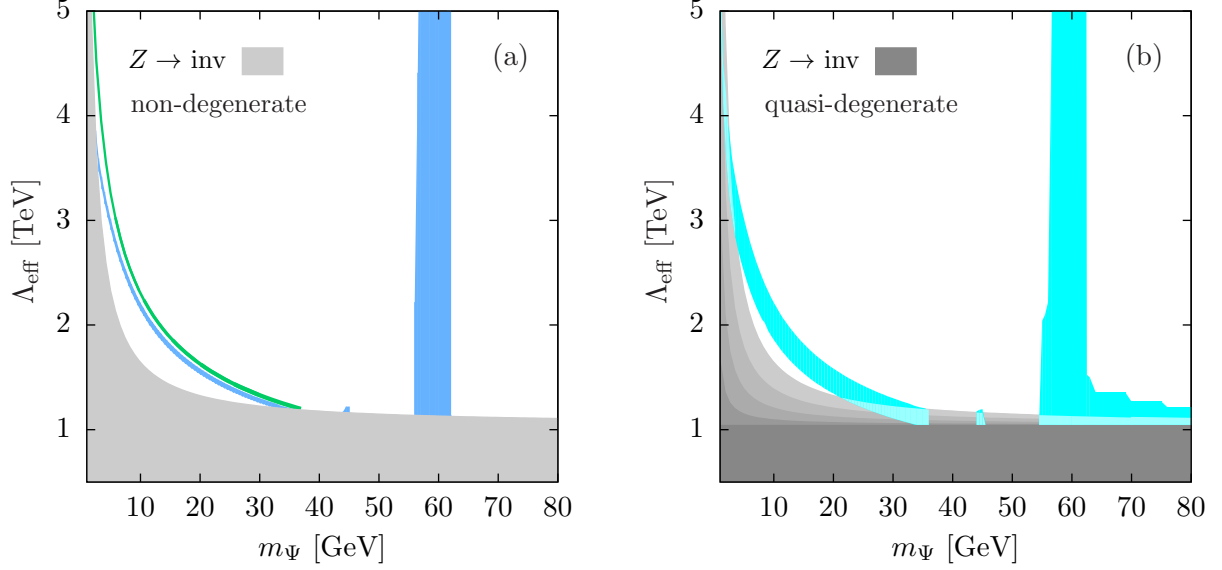 5
4
3
2
1
Λeff [TeV]
Z → inv
non-degenerate
(a)
10 20 30 40 50 60 70 80
mΨ [GeV]
5
4
3
2
1
Λeff [TeV]
Z → inv
quasi-degenerate
(b)
10 20 30 40 50 60 70 80
mΨ [GeV]